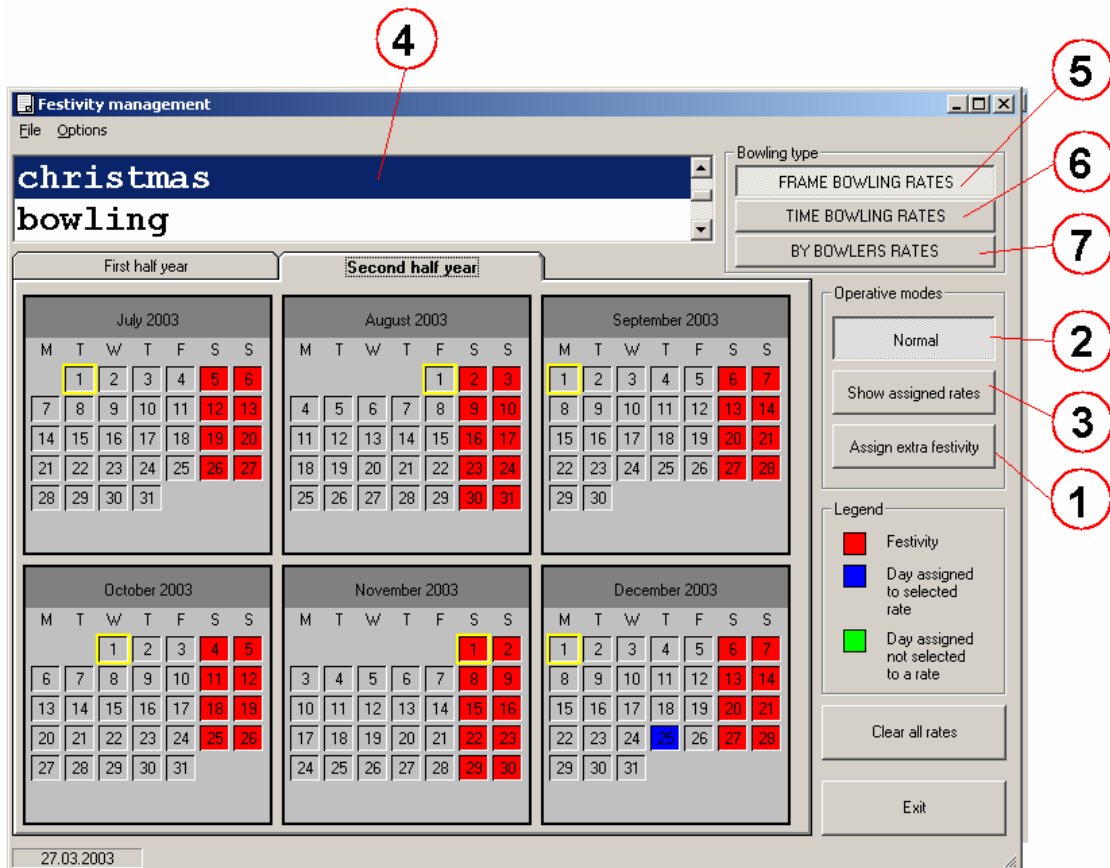 4
5
Festivity management
File Options
christmas
bowling
Bowling type
FRAME BOWLING RATES
TIME BOWLING RATES
BY BOWLERS RATES
6
7
First half year Second half year
Operative modes
Normal
Show assigned rates
Assign extra festivity
2
3
1
July 2003
M T W T F S S
1 2 3 4 5 6
7 8 9 10 11 12 13
14 15 16 17 18 19 20
21 22 23 24 25 26 27
28 29 30 31
August 2003
M T W T F S S
1 2 3
4 5 6 7 8 9 10
11 12 13 14 15 16 17
18 19 20 21 22 23 24
25 26 27 28 29 30 31
September 2003
M T W T F S S
1 2 3 4 5 6 7
8 9 10 11 12 13 14
15 16 17 18 19 20 21
22 23 24 25 26 27 28
29 30
October 2003
M T W T F S S
1 2 3 4 5
6 7 8 9 10 11 12
13 14 15 16 17 18 19
20 21 22 23 24 25 26
27 28 29 30 31
November 2003
M T W T F S S
1 2
3 4 5 6 7 8 9
10 11 12 13 14 15 16
17 18 19 20 21 22 23
24 25 26 27 28 29 30
December 2003
M T W T F S S
1 2 3 4 5 6 7
8 9 10 11 12 13 14
15 16 17 18 19 20 21
22 23 24 25 26 27 28
29 30 31
Legend
Festivity
Day assigned
to selected
rate
Day assigned
not selected
to a rate
Clear all rates
Exit
27.03.2003